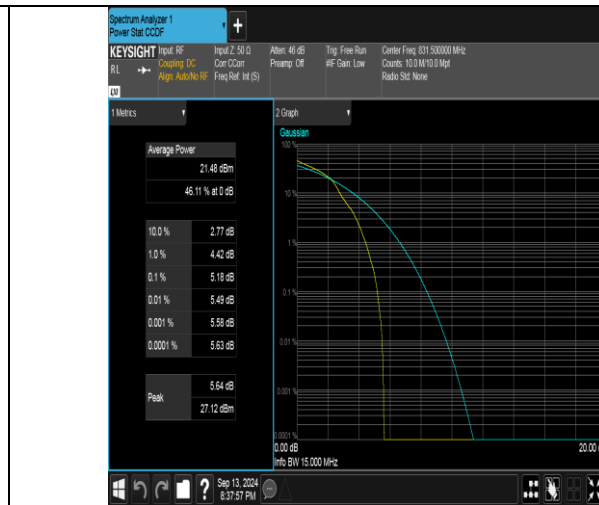 Spectrum Analyzer 1
Power Stat CCDF
+
KEYSIGHT
RL
LXI
Input: RF
Coupling: DC
Align: Auto/No RF
Input Z: 50 Ω
Corr CCorr
Freq Ref: Int (S)
Atten: 46 dB
Preamp: Off
Trig: Free Run
#IF Gain: Low
Center Freq: 831.500000 MHz
Counts: 10.0 M/10.0 Mpt
Radio Std: None
1 Metrics
Average Power
21.48 dBm
46.11 % at 0 dB
10.0 % 2.77 dB
1.0 % 4.42 dB
0.1 % 5.18 dB
0.01 % 5.49 dB
0.001 % 5.58 dB
0.0001 % 5.63 dB
Peak
5.64 dB
27.12 dBm
2 Graph
Gaussian
100 %
10 %
1 %
0.1 %
0.01 %
0.001 %
0.0001 %
0.00 dB
20.00
Info BW 15.000 MHz
?
Sep 13, 2024
8:37:57 PM